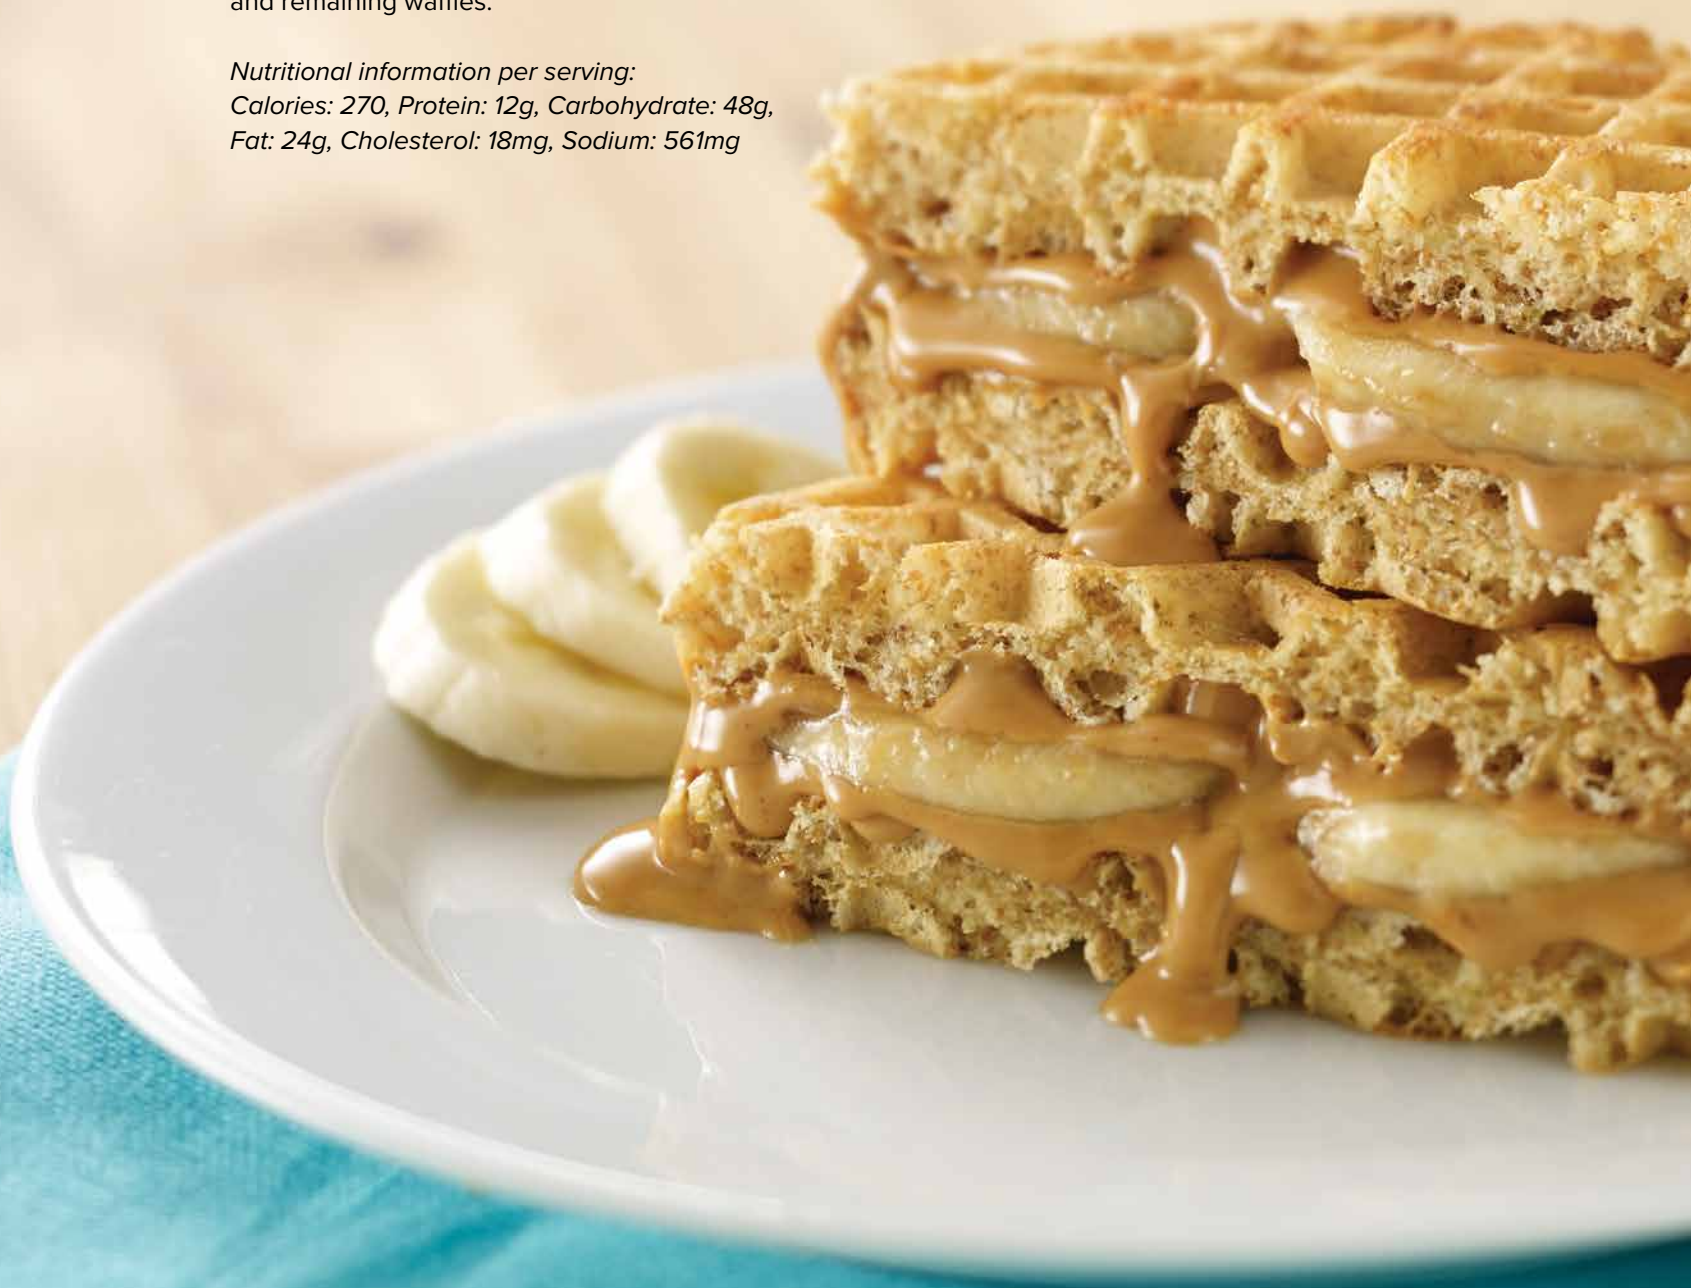 and remaining waffles.
Nutritional information per serving:
Calories: 270, Protein: 12g, Carbohydrate: 48g,
Fat: 24g, Cholesterol: 18mg, Sodium: 561mg